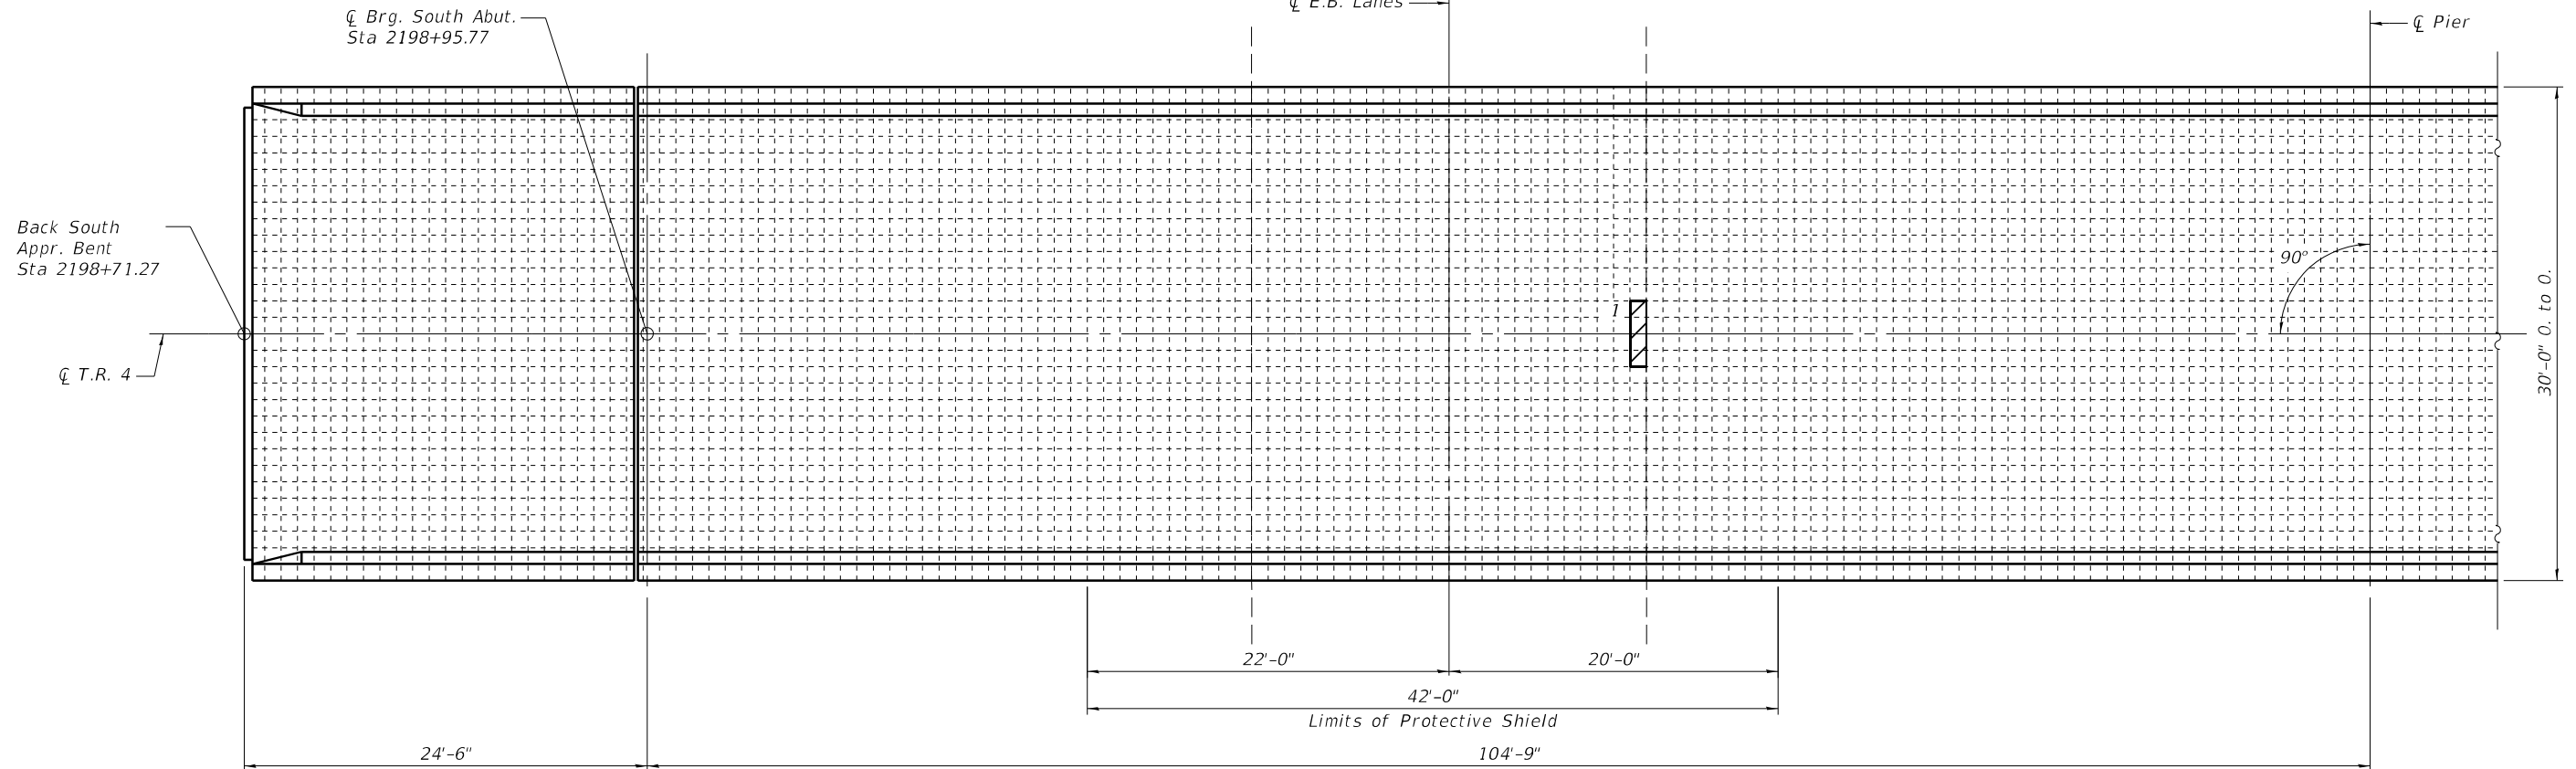 ℄ Brg. South Abut.
Sta 2198+95.77
℄ E.B. Lanes
℄ Pier
Back South
Appr. Bent
Sta 2198+71.27
℄ T.R. 4
1
90°
30'-0" O. to O.
22'-0"
20'-0"
42'-0"
Limits of Protective Shield
24'-6"
104'-9"